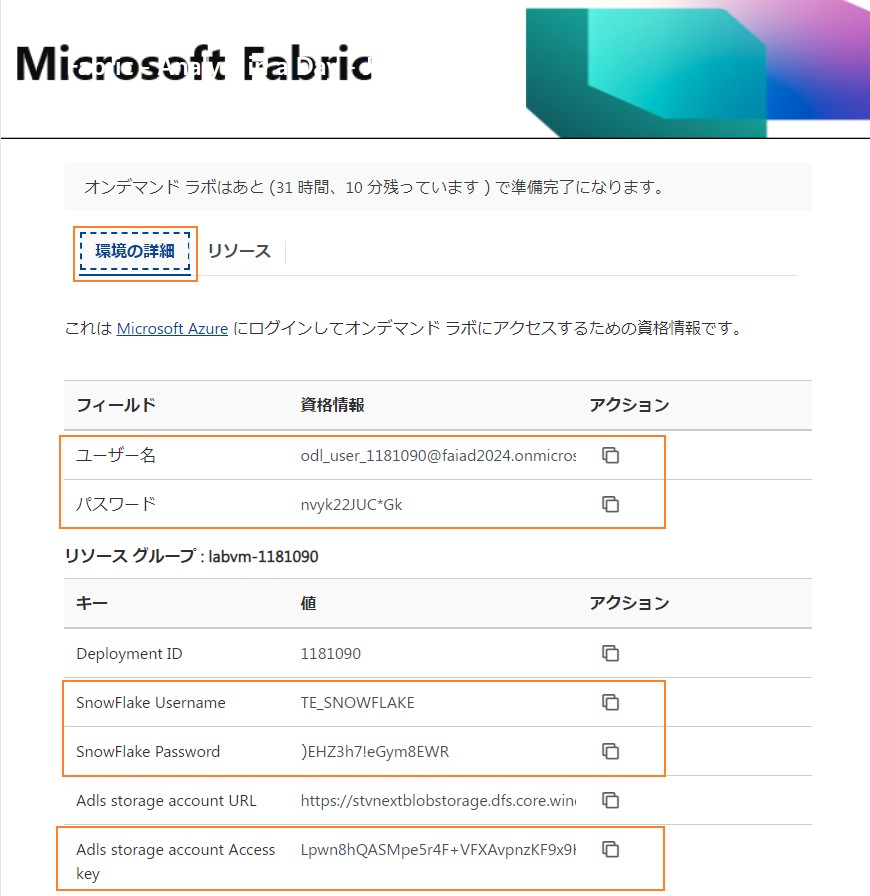 Microsoft Fabric
オンデマンド ラボはあと (31 時間、10 分残っています ) で準備完了になります。
環境の詳細 リソース
これは Microsoft Azure にログインしてオンデマンド ラボにアクセスするための資格情報です。
フィールド 資格情報 アクション
ユーザー名 odl_user_1181090@faiad2024.onmicros
パスワード nvyk22JUC*Gk
リソース グループ : labvm-1181090
キー 値 アクション
Deployment ID 1181090
SnowFlake Username TE_SNOWFLAKE
SnowFlake Password )EHZ3h7!eGym8EWR
Adls storage account URL https://stvnextblobstorage.dfs.core.wind
Adls storage account Access Lpwn8hQASMpe5r4F+VFXAvpnzKF9x9
key